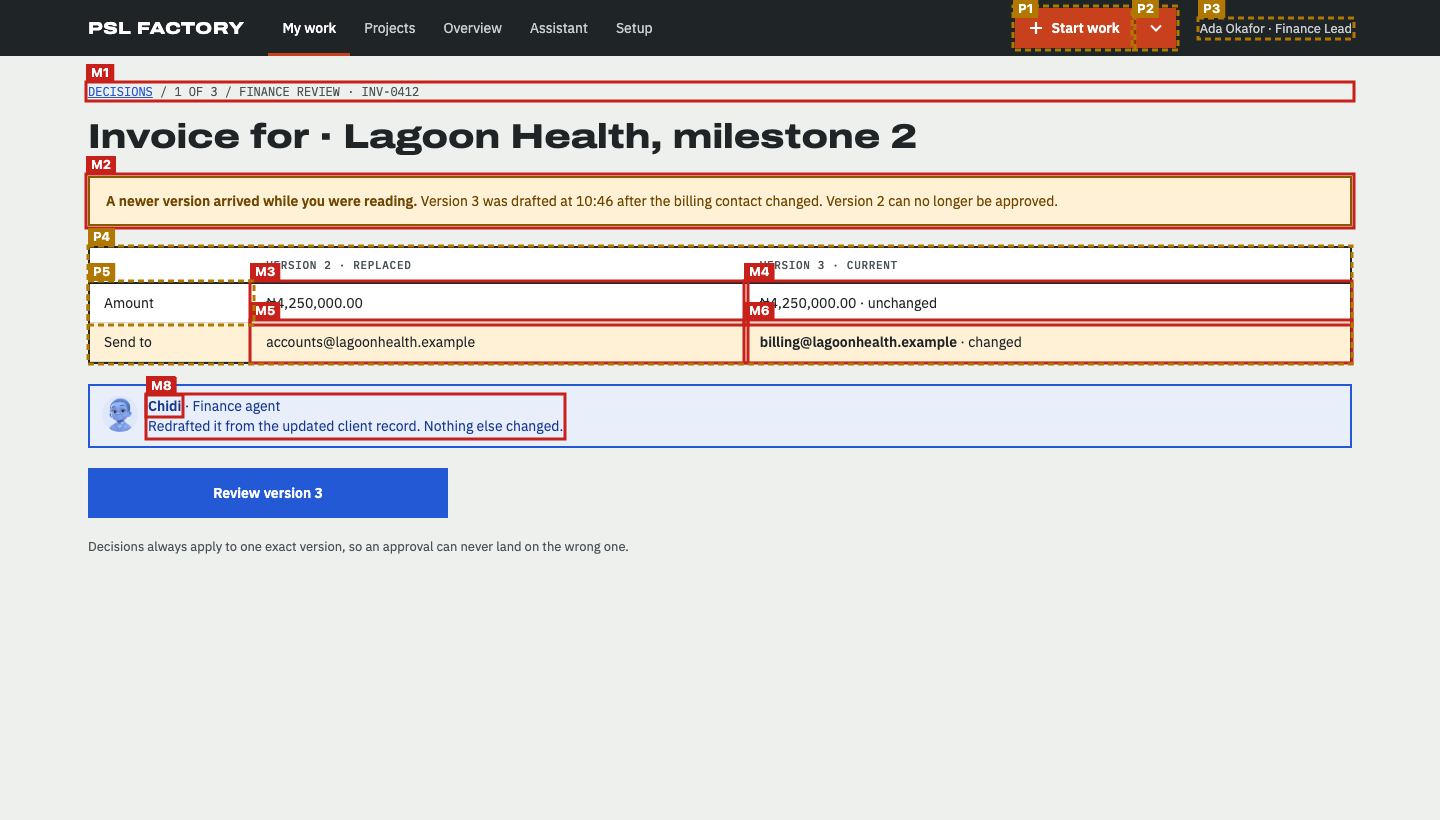 PSL FACTORY My work Projects Overview Assistant Setup P1 + Start work P2 P3 Ada Okafor · Finance Lead
M1
DECISIONS / 1 OF 3 / FINANCE REVIEW · INV-0412
Invoice for · Lagoon Health, milestone 2
M2
A newer version arrived while you were reading. Version 3 was drafted at 10:46 after the billing contact changed. Version 2 can no longer be approved.
P4
VERSION 2 · REPLACED VERSION 3 · CURRENT
P5 M3 M4
Amount ₦4,250,000.00 ₦4,250,000.00 · unchanged
M5 M6
Send to accounts@lagoonhealth.example billing@lagoonhealth.example · changed
M8
Chidi · Finance agent
Redrafted it from the updated client record. Nothing else changed.
Review version 3
Decisions always apply to one exact version, so an approval can never land on the wrong one.